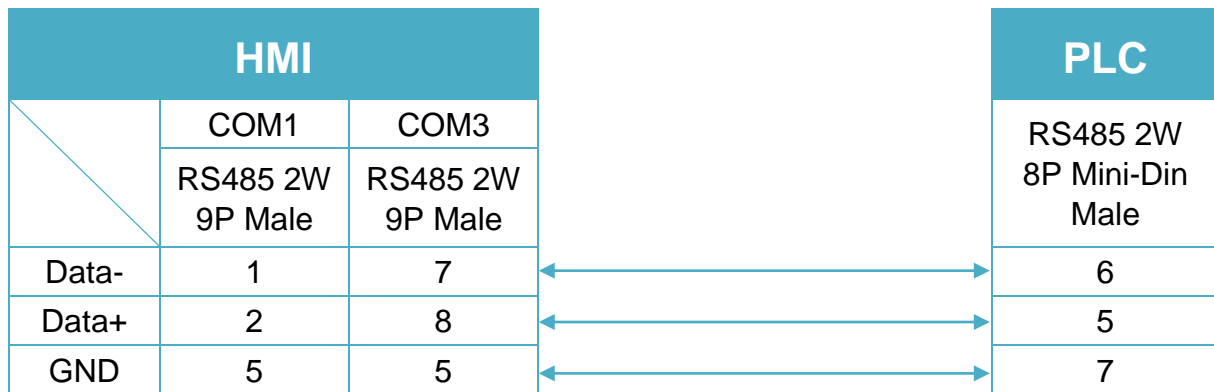 HMI PLC
COM1 COM3
RS485 2W RS485 2W RS485 2W
9P Male 9P Male 8P Mini-Din
Male
Data- 1 7 6
Data+ 2 8 5
GND 5 5 7